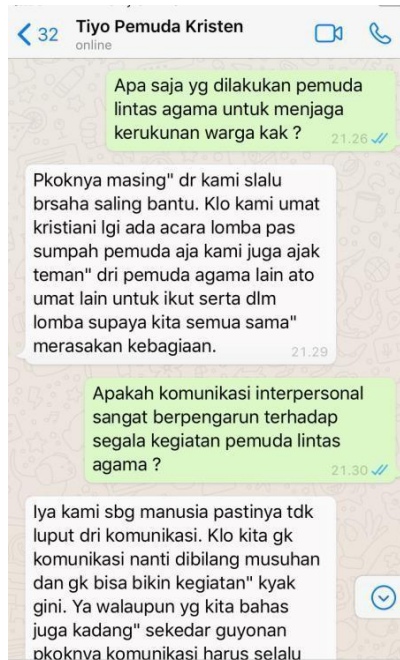 32
Tiyo Pemuda Kristen
online
Apa saja yg dilakukan pemuda
lintas agama untuk menjaga
kerukunan warga kak ?
21.26
Pkoknya masing" dr kami slalu
brsaha saling bantu. Klo kami umat
kristiani lgi ada acara lomba pas
sumpah pemuda aja kami juga ajak
teman" dri pemuda agama lain ato
umat lain untuk ikut serta dlm
lomba supaya kita semua sama"
merasakan kebagiaan.
21.29
Apakah komunikasi interpersonal
sangat berpengarun terhadap
segala kegiatan pemuda lintas
agama ?
21.30
Iya kami sbg manusia pastinya tdk
luput dri komunikasi. Klo kita gk
komunikasi nanti dibilang musuhan
dan gk bisa bikin kegiatan" kyak
gini. Ya walaupun yg kita bahas
juga kadang" sekedar guyonan
pkoknya komunikasi harus selalu